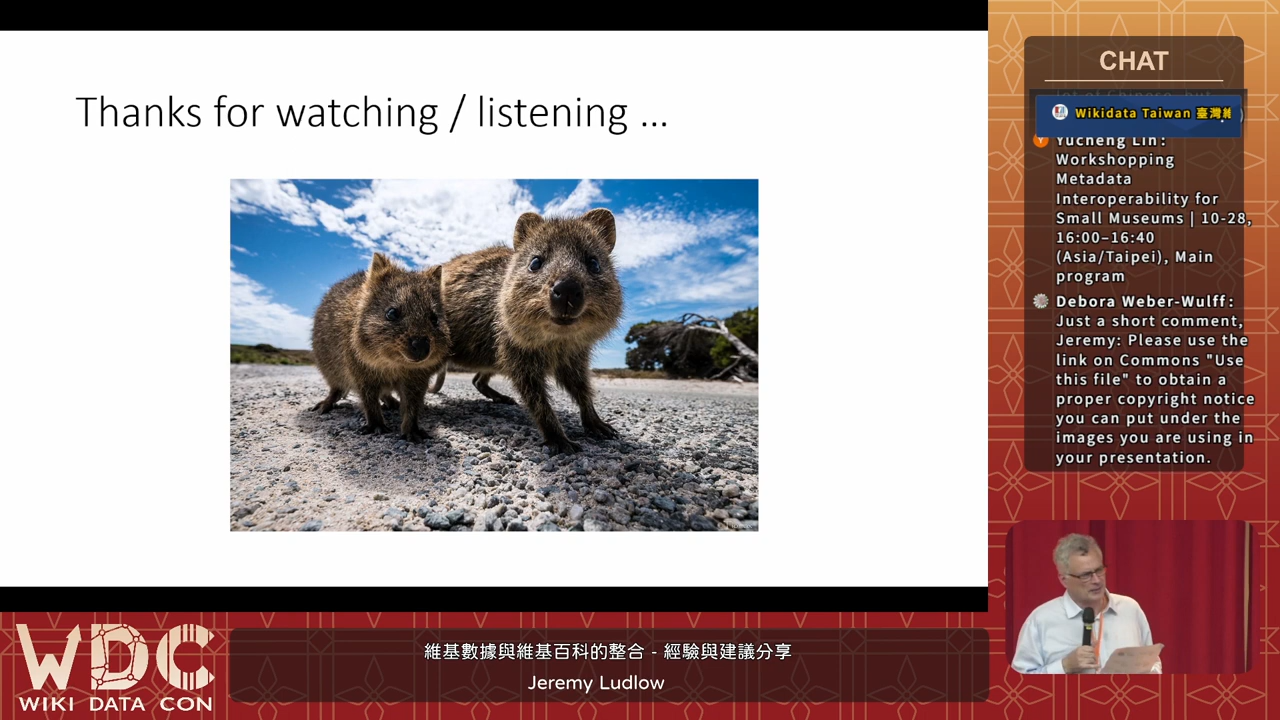 Thanks for watching / listening ...
CHAT
Wikidata Taiwan 臺灣維
Yucheng Lin:
Workshopping
Metadata
Interoperability for
Small Museums | 10-28,
16:00–16:40
(Asia/Taipei), Main
program
Debora Weber-Wulff:
Just a short comment,
Jeremy: Please use the
link on Commons "Use
this file" to obtain a
proper copyright notice
you can put under the
images you are using in
your presentation.
WDC
WIKI DATA CON
維基數據與維基百科的整合 - 經驗與建議分享
Jeremy Ludlow